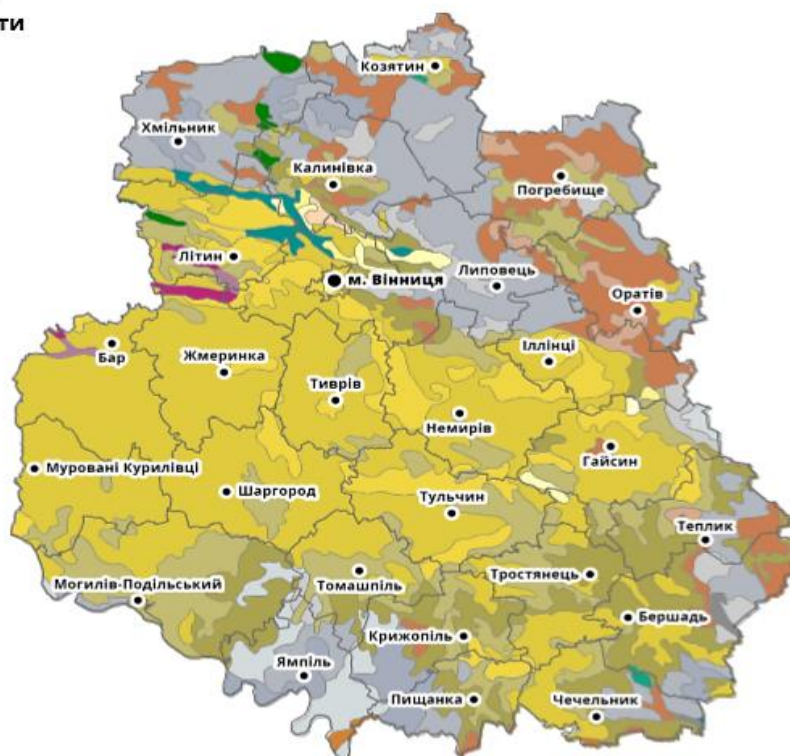 ти
Козятин
Хмільник
Калинівка
Погребище
Літин
м. Вінниця
Липовець
Оратів
Бар
Жмеринка
Іллінці
Тиврів
Немирів
Гайсин
Муровані Курилівці
Шаргород
Тульчин
Теплик
Могилів-Подільський
Томашпіль
Тростянець
Бершадь
Крижопіль
Ямпіль
Піщанка
Чечельник